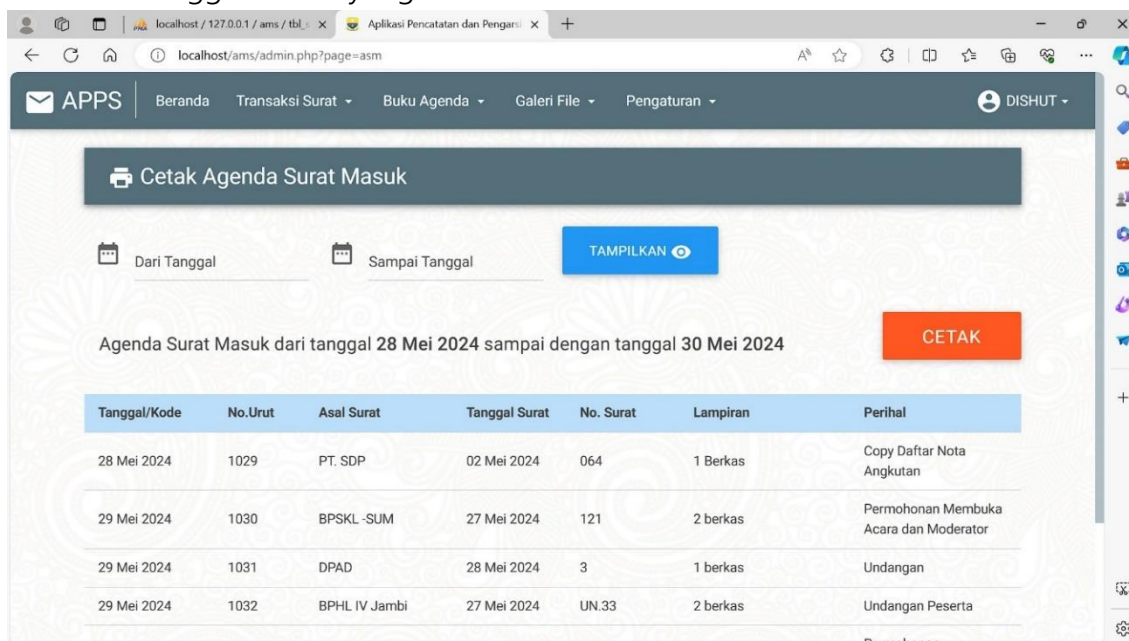 localhost / 127.0.0.1 / ams / tbl_s
Aplikasi Pencatatan dan Pengarsi
localhost/ams/admin.php?page=asm
APPS Beranda Transaksi Surat Buku Agenda Galeri File Pengaturan DISHUT
Cetak Agenda Surat Masuk
Dari Tanggal Sampai Tanggal TAMPILKAN
Agenda Surat Masuk dari tanggal 28 Mei 2024 sampai dengan tanggal 30 Mei 2024 CETAK
Tanggal/Kode No.Urut Asal Surat Tanggal Surat No. Surat Lampiran Perihal
28 Mei 2024 1029 PT. SDP 02 Mei 2024 064 1 Berkas Copy Daftar Nota
Angkutan
29 Mei 2024 1030 BPSKL -SUM 27 Mei 2024 121 2 berkas Permohonan Membuka
Acara dan Moderator
29 Mei 2024 1031 DPAD 28 Mei 2024 3 1 berkas Undangan
29 Mei 2024 1032 BPHL IV Jambi 27 Mei 2024 UN.33 2 berkas Undangan Peserta